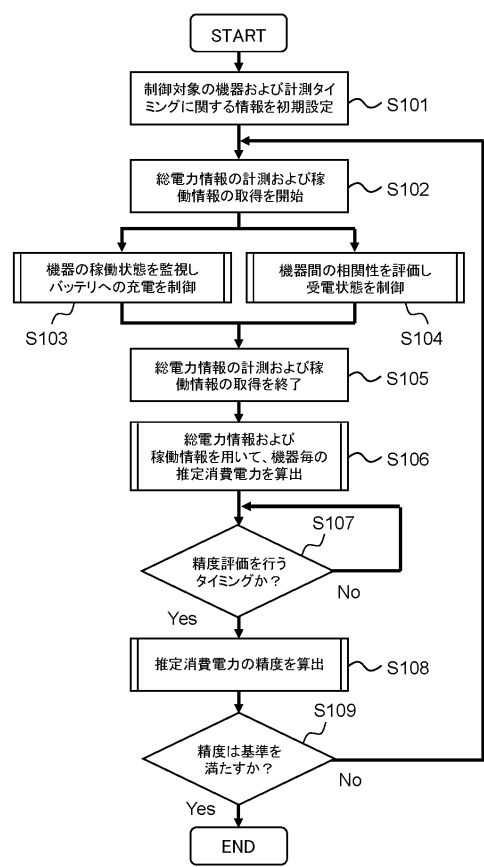 START
制御対象の機器および計測タイ
ミングに関する情報を初期設定
S101
総電力情報の計測および稼
働情報の取得を開始
S102
機器の稼働状態を監視し
バッテリへの充電を制御
S103
機器間の相関性を評価し
受電状態を制御
S104
総電力情報の計測および稼
働情報の取得を終了
S105
総電力情報および
稼働情報を用いて、機器毎の
推定消費電力を算出
S106
S107
精度評価を行う
タイミングか?
No
Yes
推定消費電力の精度を算出
S108
S109
精度は基準を
満たすか?
No
Yes
END